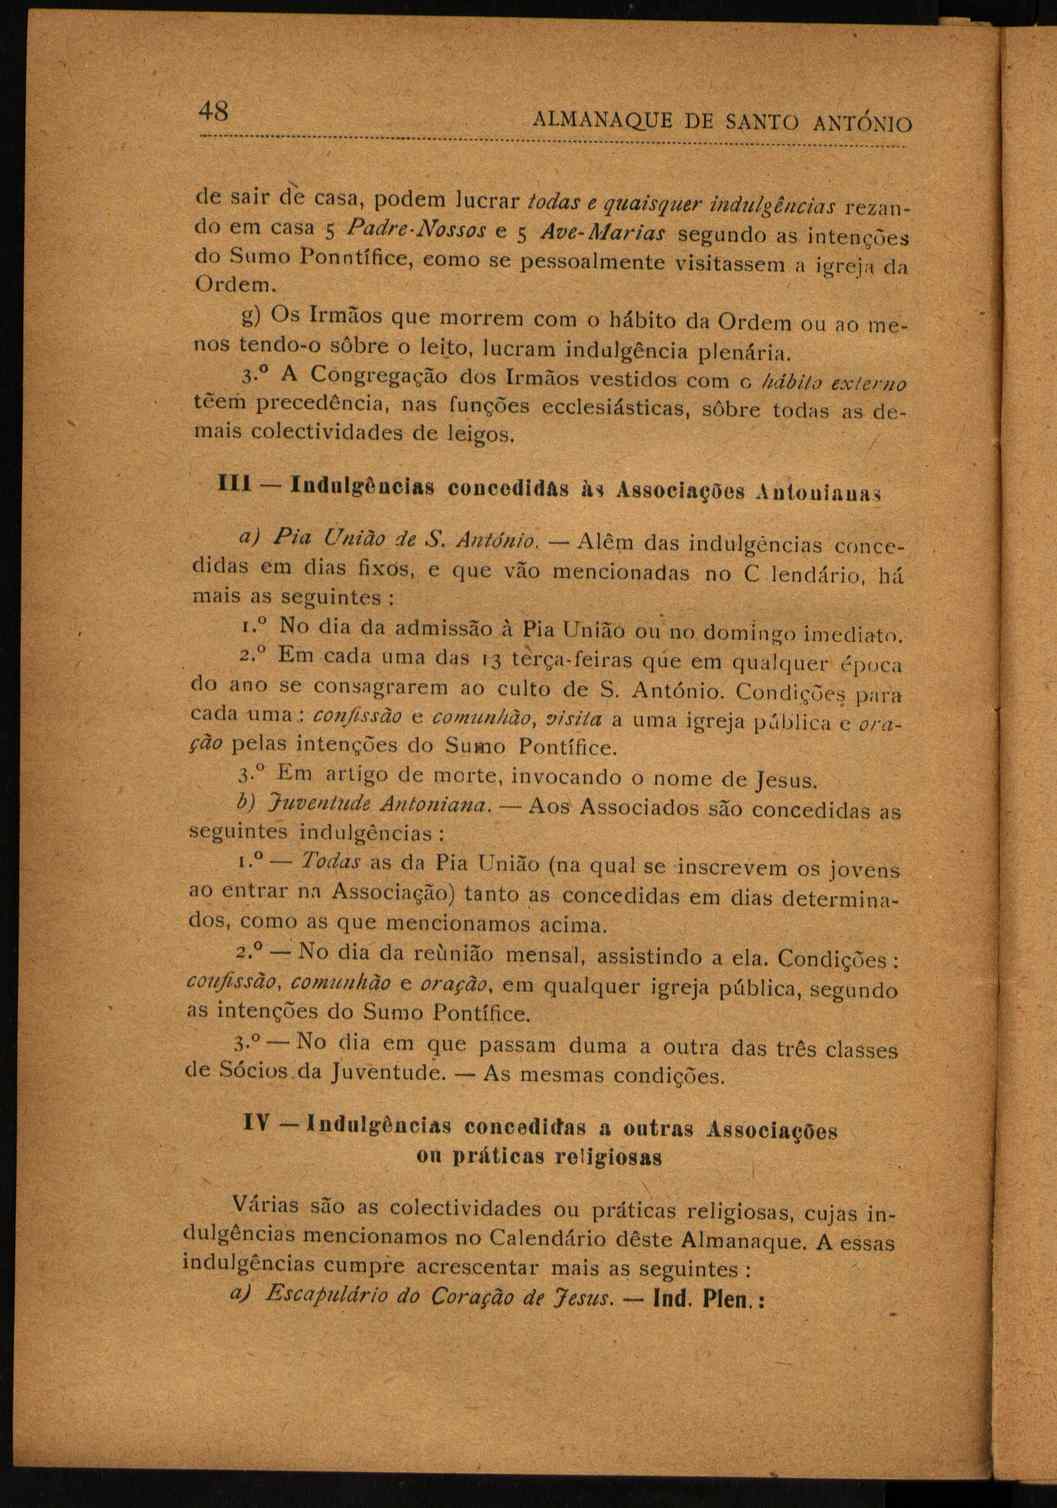 48 ALMANAQUE DE SANTO ANTÓNIO
de sair de casa, podem lucrar todas e quaisquer indulgências rezan-
do em casa 5 Padre-Nossos e 5 Ave-Marias segundo as intenções
do Sumo Ponntífice, como se pessoalmente visitassem a igreja da
Ordem.
g) Os Irmãos que morrem com o hábito da Ordem ou ao me-
nos tendo-o sôbre o leito, lucram indulgência plenária.
3.º A Congregação dos Irmãos vestidos com o hábito externo
têem precedência, nas funções ecclesiásticas, sôbre todas as de-
mais colectividades de leigos.
III — Indulgências concedidas às Associações Antonianas
a) Pia União de S. António. — Alêm das indulgências conce-
didas em dias fixos, e que vão mencionadas no C lendário, há
mais as seguintes :
1.º No dia da admissão à Pia União ou no domingo imediato.
2.º Em cada uma das 13 têrça-feiras que em qualquer época
do ano se consagrarem ao culto de S. António. Condições para
cada uma : confissão e comunhão, visita a uma igreja pública e ora-
ção pelas intenções do Sumo Pontífice.
3.º Em artigo de morte, invocando o nome de Jesus.
b) Juventude Antoniana. — Aos Associados são concedidas as
seguintes indulgências :
1.º — Todas as da Pia União (na qual se inscrevem os jovens
ao entrar na Associação) tanto as concedidas em dias determina-
dos, como as que mencionamos acima.
2.º — No dia da reùnião mensal, assistindo a ela. Condições :
confissão, comunhão e oração, em qualquer igreja pública, segundo
as intenções do Sumo Pontífice.
3.º — No dia em que passam duma a outra das três classes
de Sócios da Juventude. — As mesmas condições.
IV — Indulgências concedidas a outras Associações
ou práticas religiosas
Várias são as colectividades ou práticas religiosas, cujas in-
dulgências mencionamos no Calendário dêste Almanaque. A essas
indulgências cumpre acrescentar mais as seguintes :
a) Escapulário do Coração de Jesus. — Ind. Plen. :